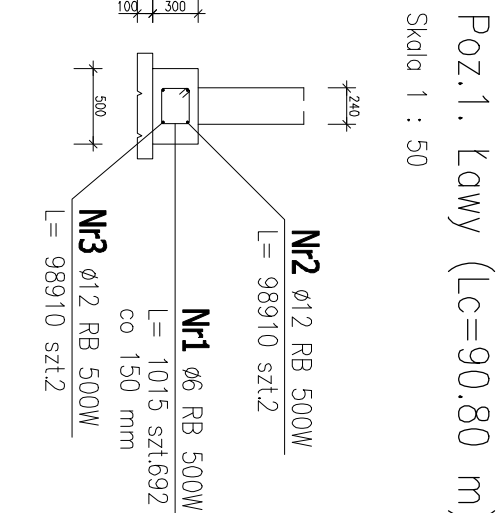 Poz.1. Ławy (Lc=90.80 m)
Skala 1 : 50
240
Nr2 ø12 RB 500W
L= 98910 szt.2
Nr1 ø6 RB 500W
L= 1015 szt.692
co 150 mm
Nr3 ø12 RB 500W
L= 98910 szt.2
500
100
300